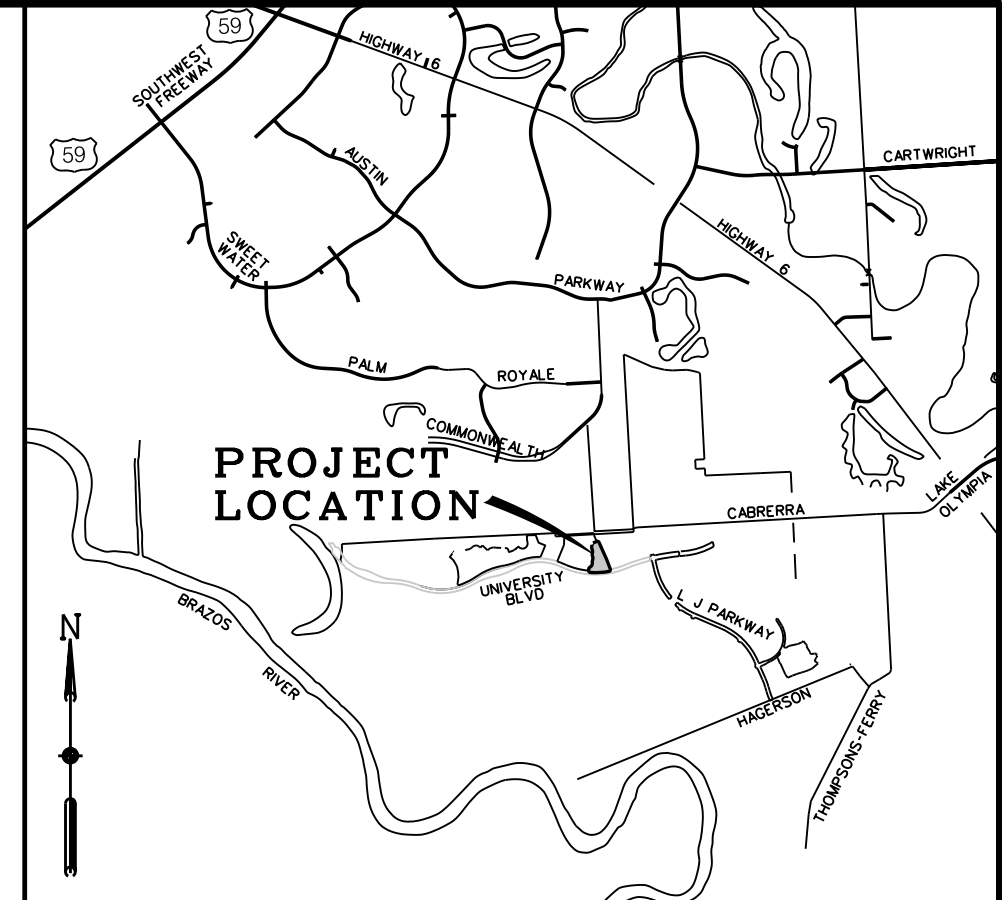 59
HIGHWAY 6
SOUTHWEST
FREEWAY
59
AUSTIN
CARTWRIGHT
SWEET
WATER
HIGHWAY 6
PARKWAY
PALM
ROYALE
COMMONWEALTH
PROJECT
LOCATION
LAKE
OLYMPIA
CABRERRA
UNIVERSITY
BLVD
BRAZOS
L J PARKWAY
N
RIVER
HAGERSON
THOMPSONS-FERRY